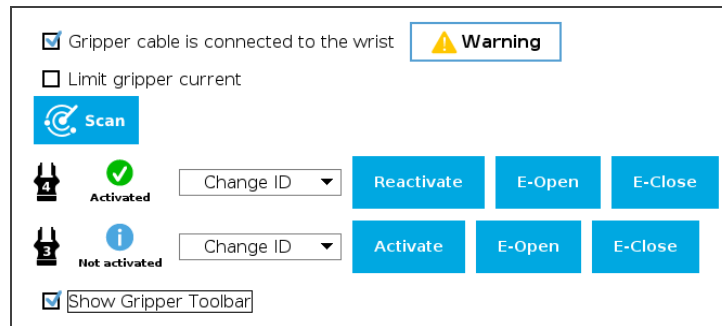 Gripper cable is connected to the wrist Warning
Limit gripper current
Scan
4 Activated Change ID Reactivate E-Open E-Close
3 Not activated Change ID Activate E-Open E-Close
Show Gripper Toolbar